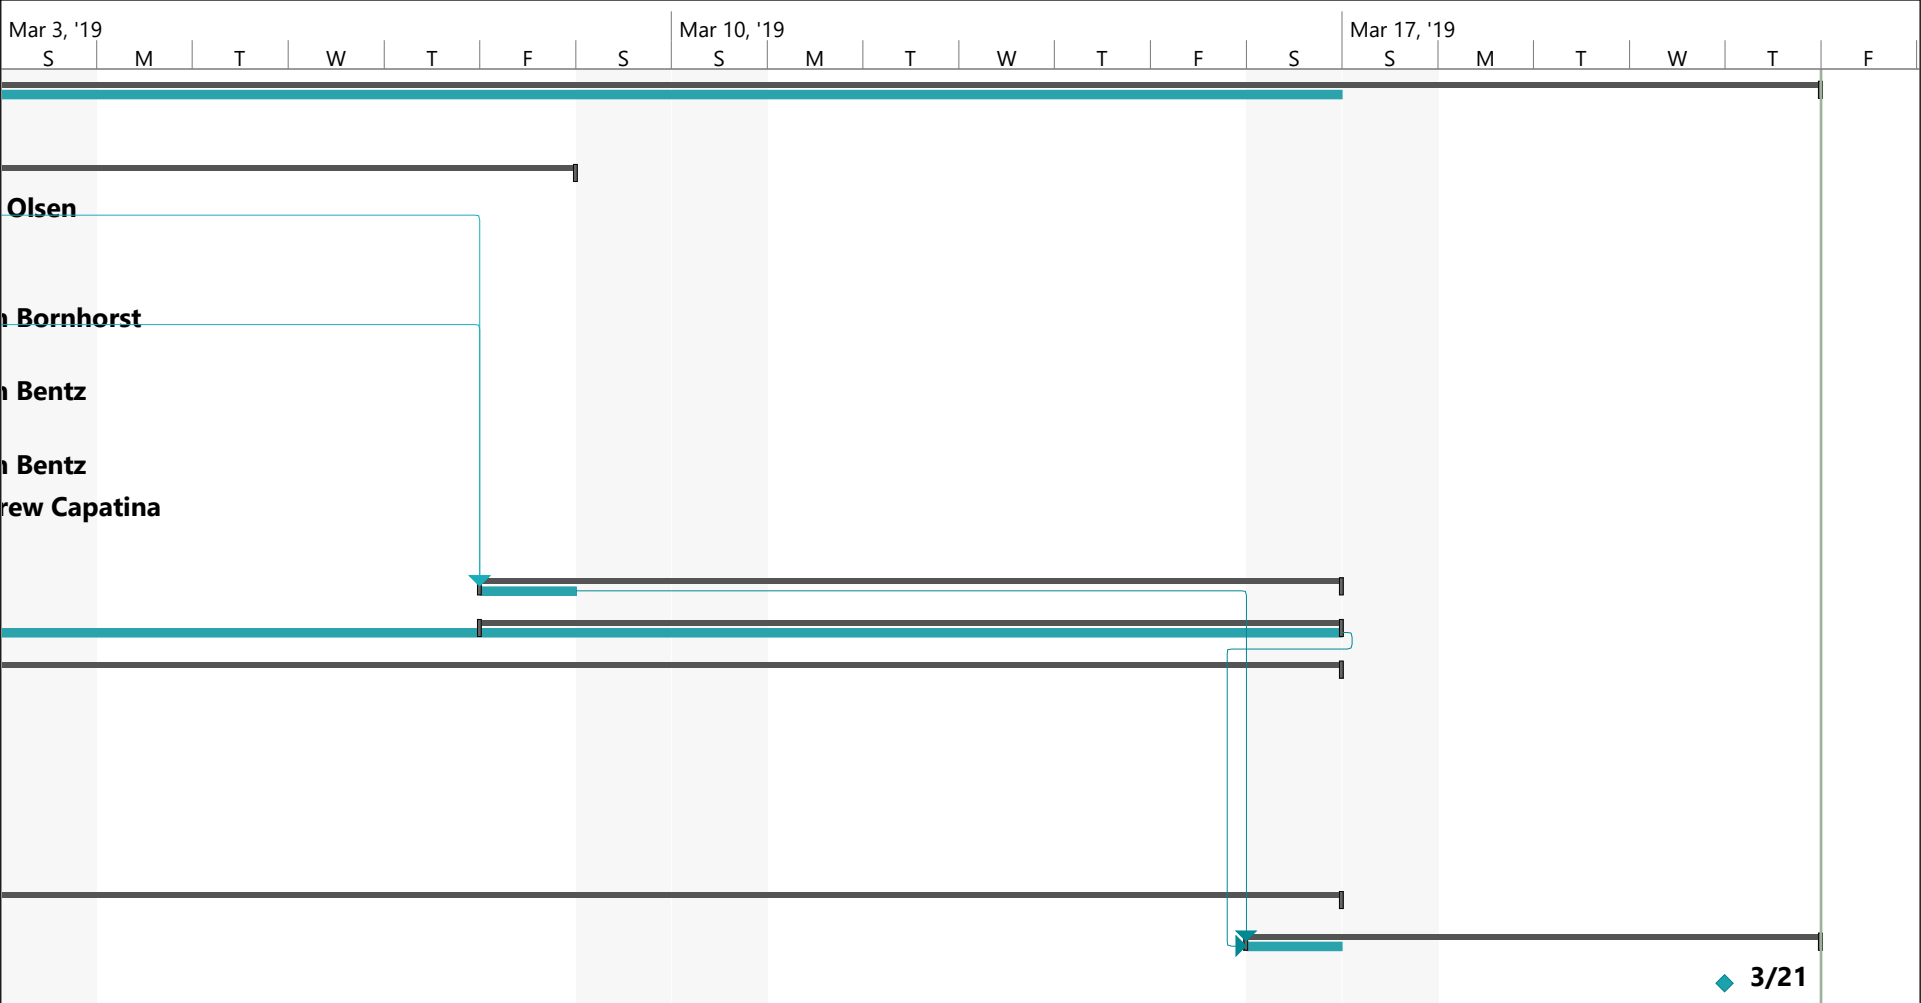 Mar 3, '19 Mar 10, '19 Mar 17, '19
S M T W T F S S M T W T F S S M T W T F
Olsen
n Bornhorst
n Bentz
n Bentz
rew Capatina
3/21